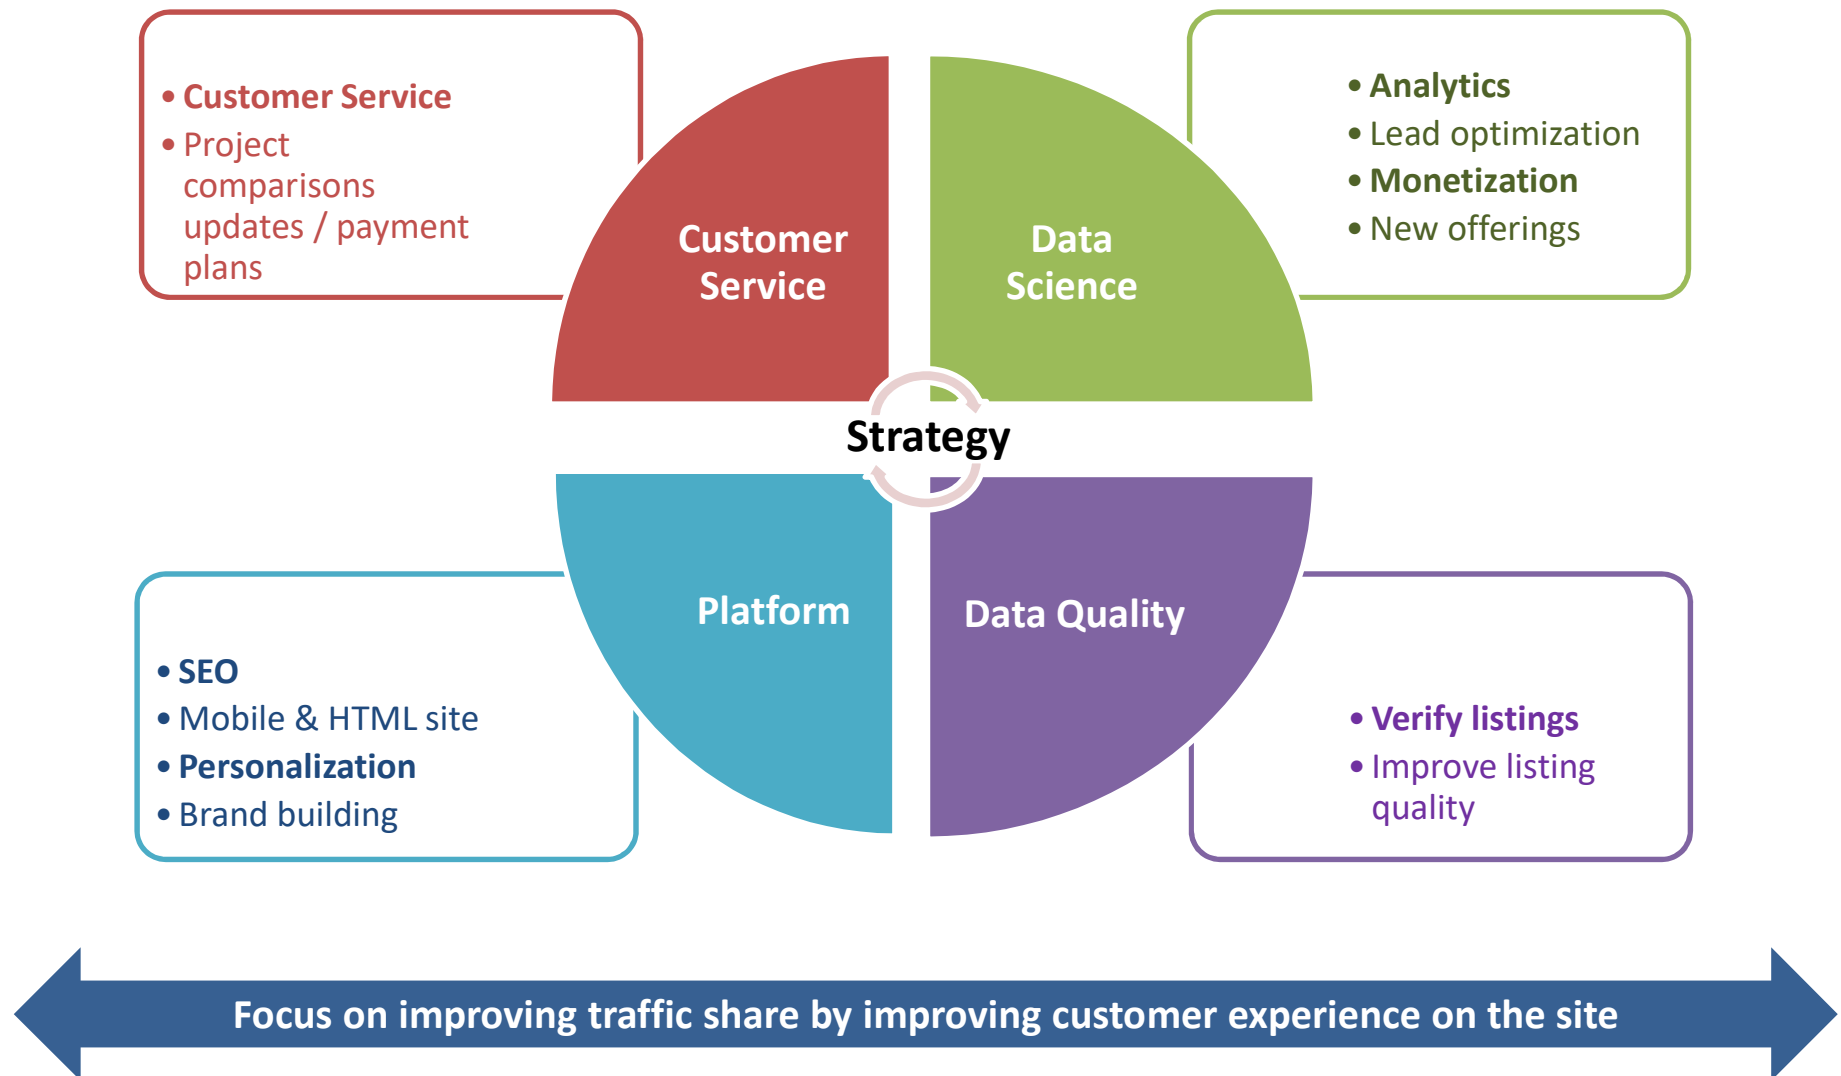 • Customer Service
• Project
comparisons
updates / payment
plans
Customer
Service
Data
Science
• Analytics
• Lead optimization
• Monetization
• New offerings
Strategy
• SEO
• Mobile & HTML site
• Personalization
• Brand building
Platform
Data Quality
• Verify listings
• Improve listing
quality
Focus on improving traffic share by improving customer experience on the site